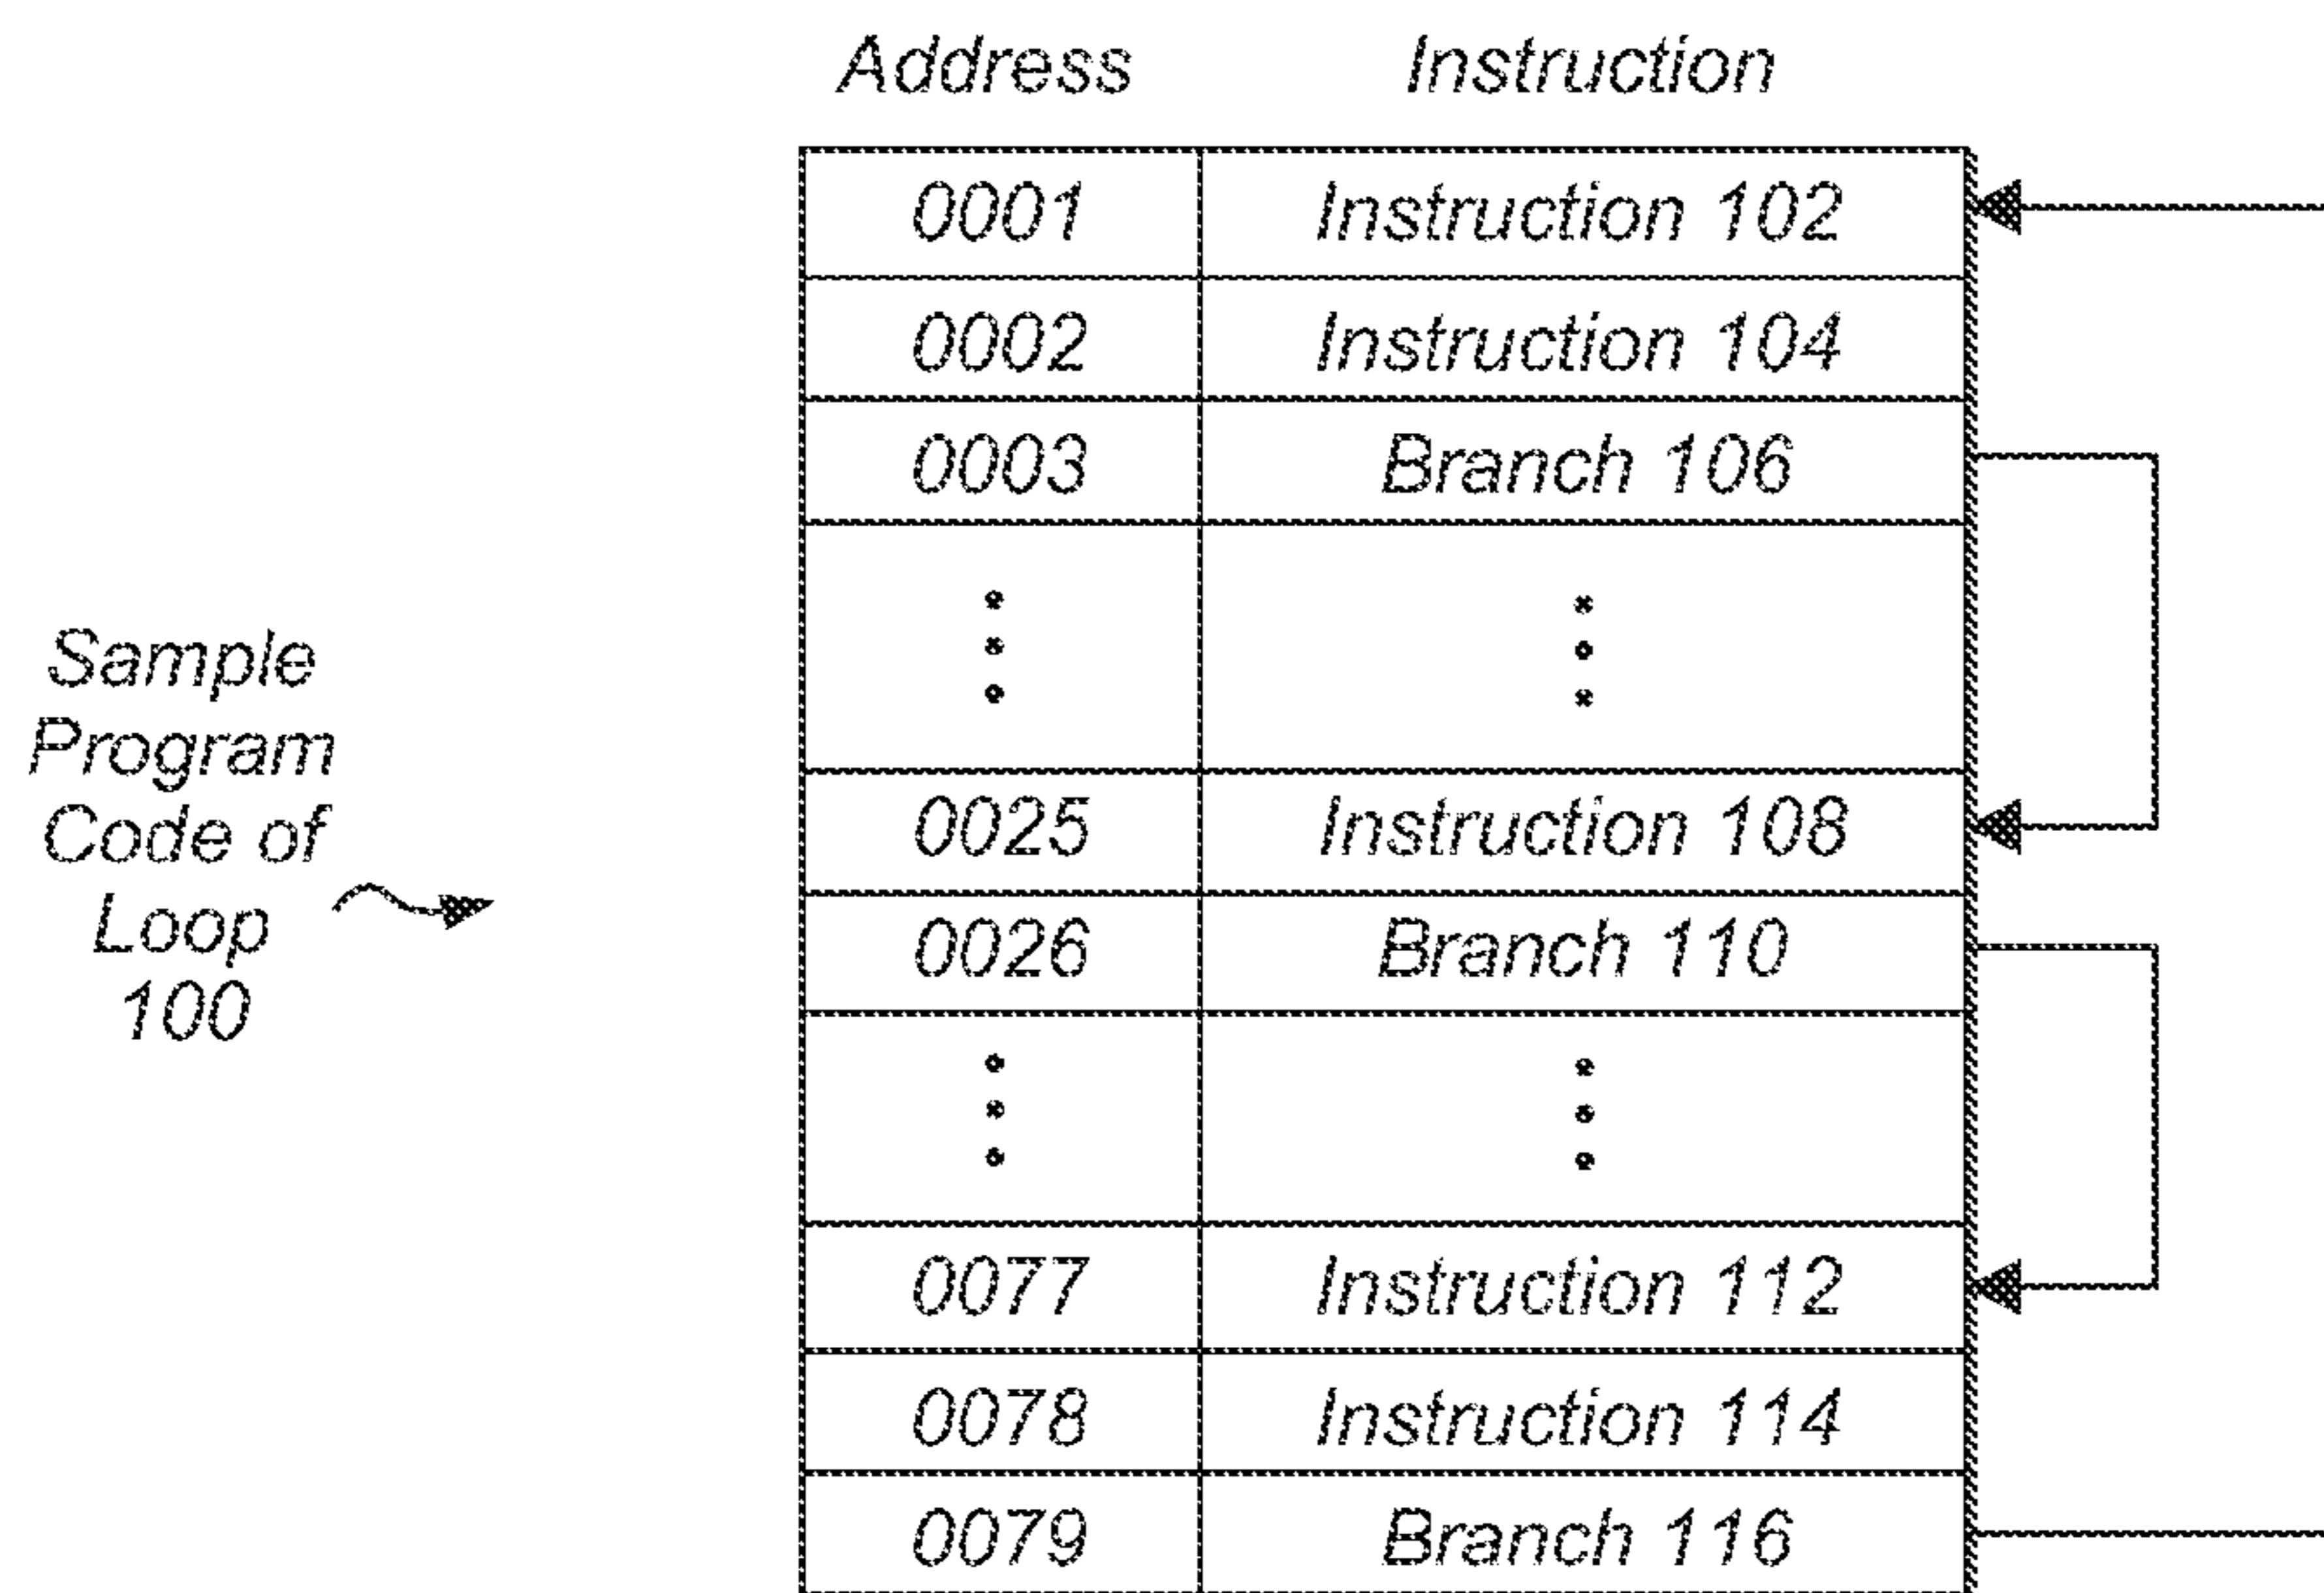 Address Instruction
0001 Instruction 102
0002 Instruction 104
0003 Branch 106
0025 Instruction 108
0026 Branch 110
0077 Instruction 112
0078 Instruction 114
0079 Branch 116
Sample
Program
Code of
Loop
100